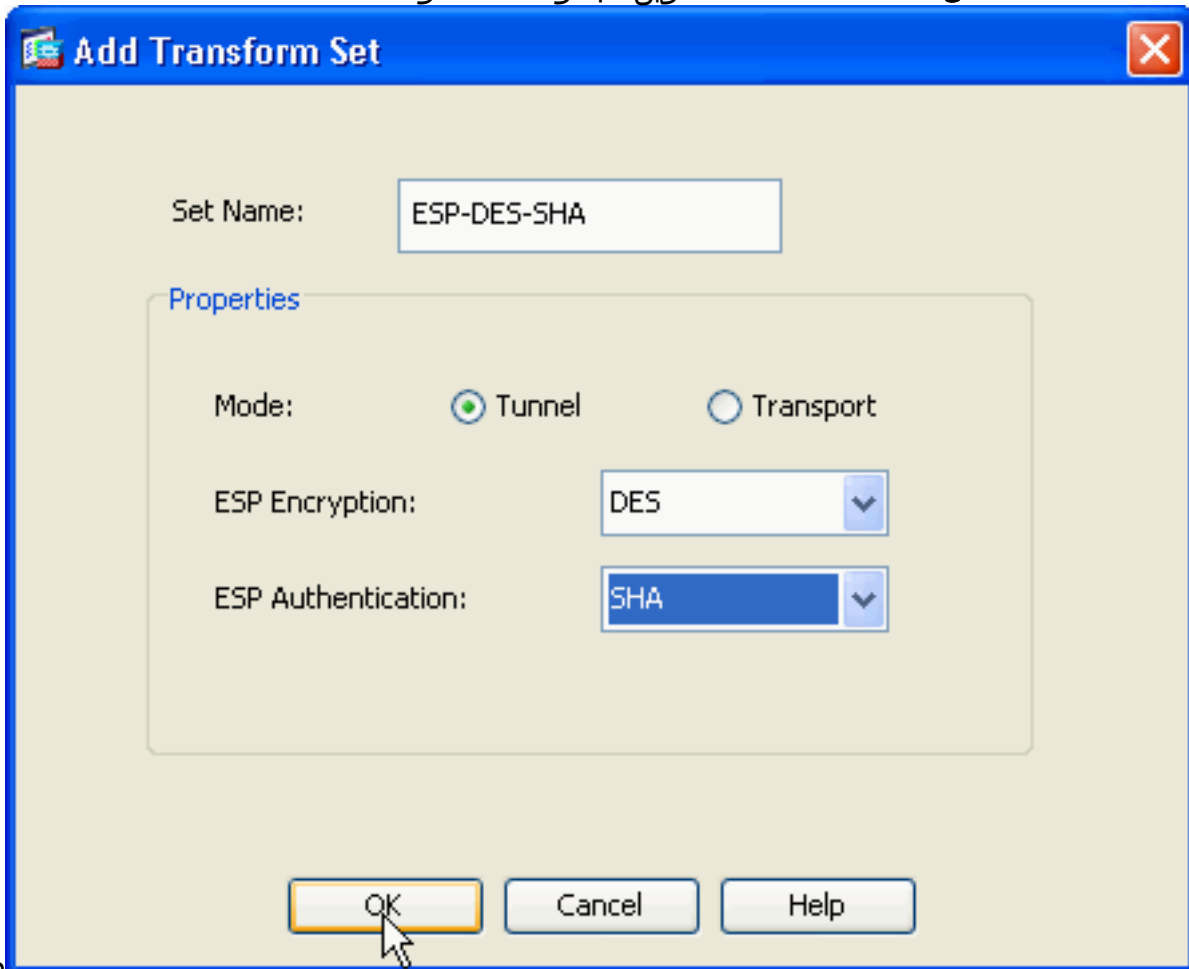 Add Transform Set
Set Name: ESP-DES-SHA
Properties
Mode: Tunnel Transport
ESP Encryption: DES
ESP Authentication: SHA
OK Cancel Help